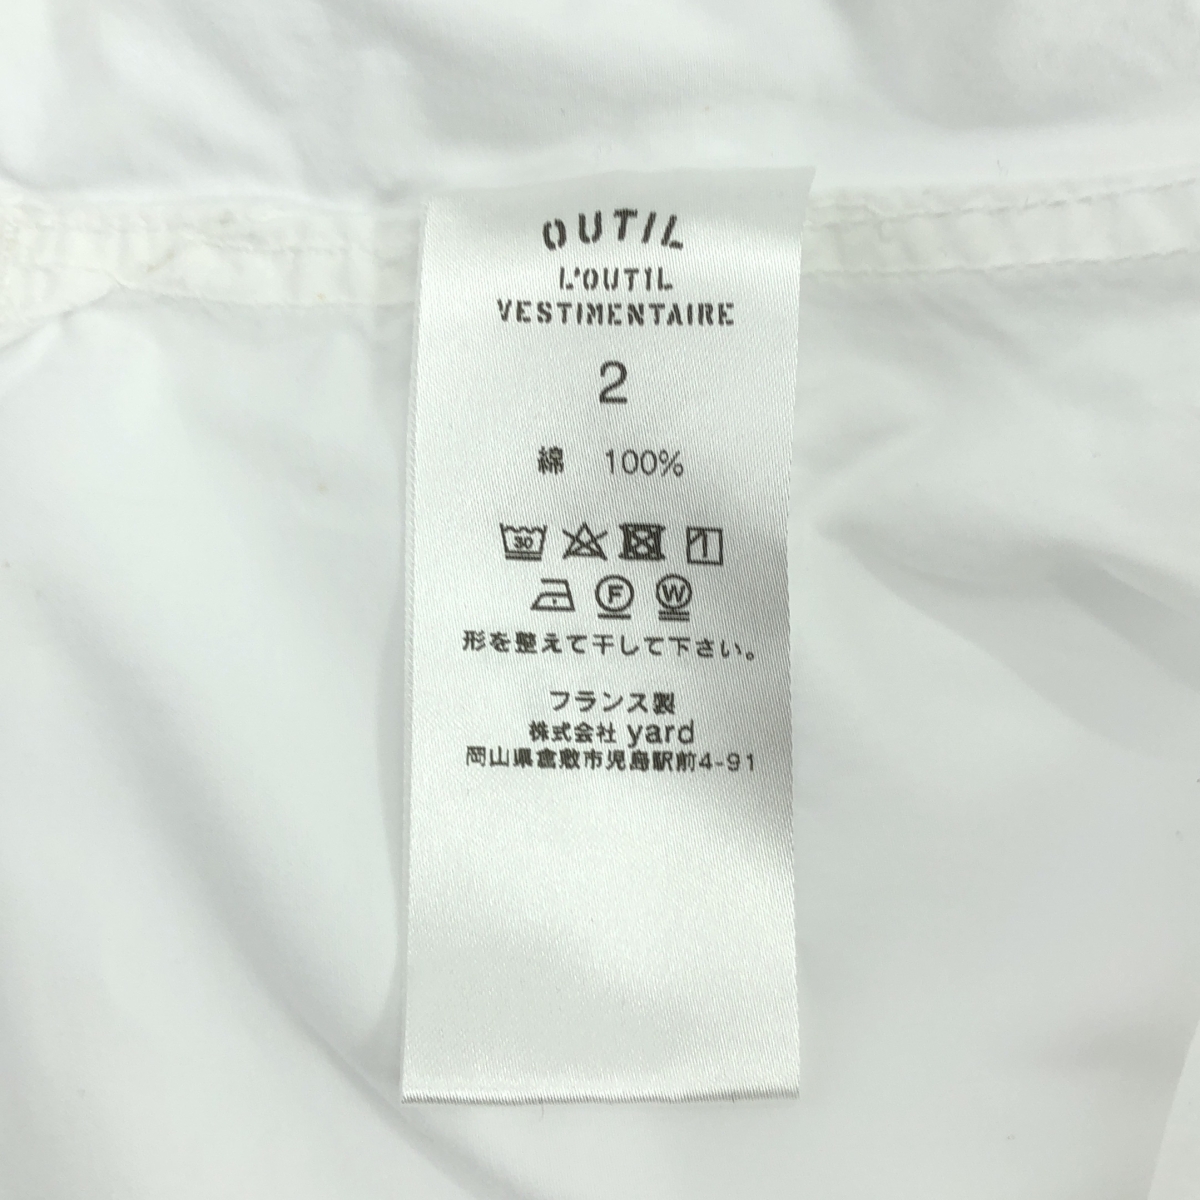 OUTIL
L'OUTIL
VESTIMENTAIRE
2
綿 100%
30
F W
形を整えて干して下さい。
フランス製
株式会社 yard
岡山県倉敷市児島駅前4-91